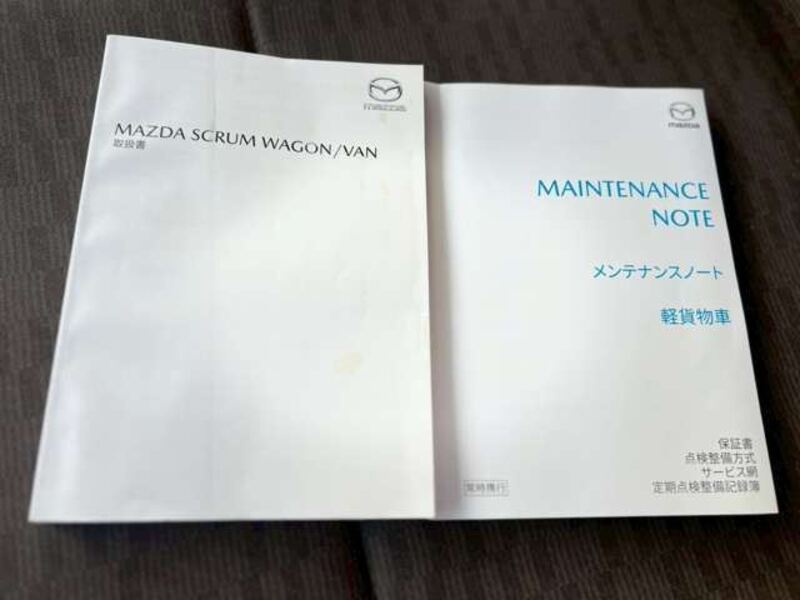 mazda
MAZDA SCRUM WAGON/VAN
取扱書
mazda
MAINTENANCE
NOTE
メンテナンスノート
軽貨物車
保証書
点検整備方式
サービス網
定期点検整備記録簿
常時携行